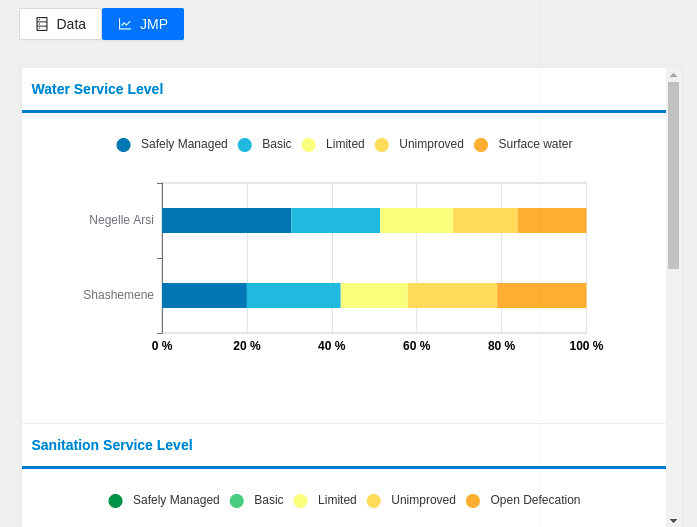 Data JMP
Water Service Level
Safely Managed Basic Limited Unimproved Surface water
Negelle Arsi
Shashemene
0 % 20 % 40 % 60 % 80 % 100 %
Sanitation Service Level
Safely Managed Basic Limited Unimproved Open Defecation